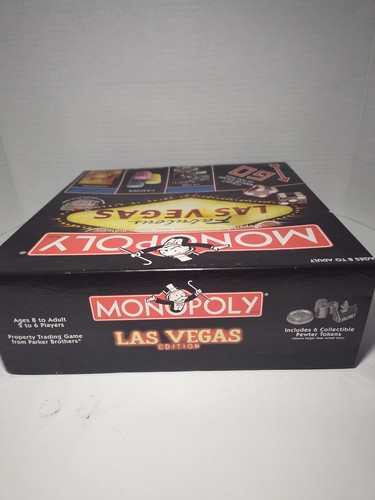 Fabulous
LAS VEGAS
MONOPOLY
AGES 8 TO ADULT
MONOPOLY®
LAS VEGAS
EDITION
Ages 8 to Adult
2 to 6 Players
Property Trading Game
from Parker Brothers®
Includes 6 Collectible
Pewter Tokens